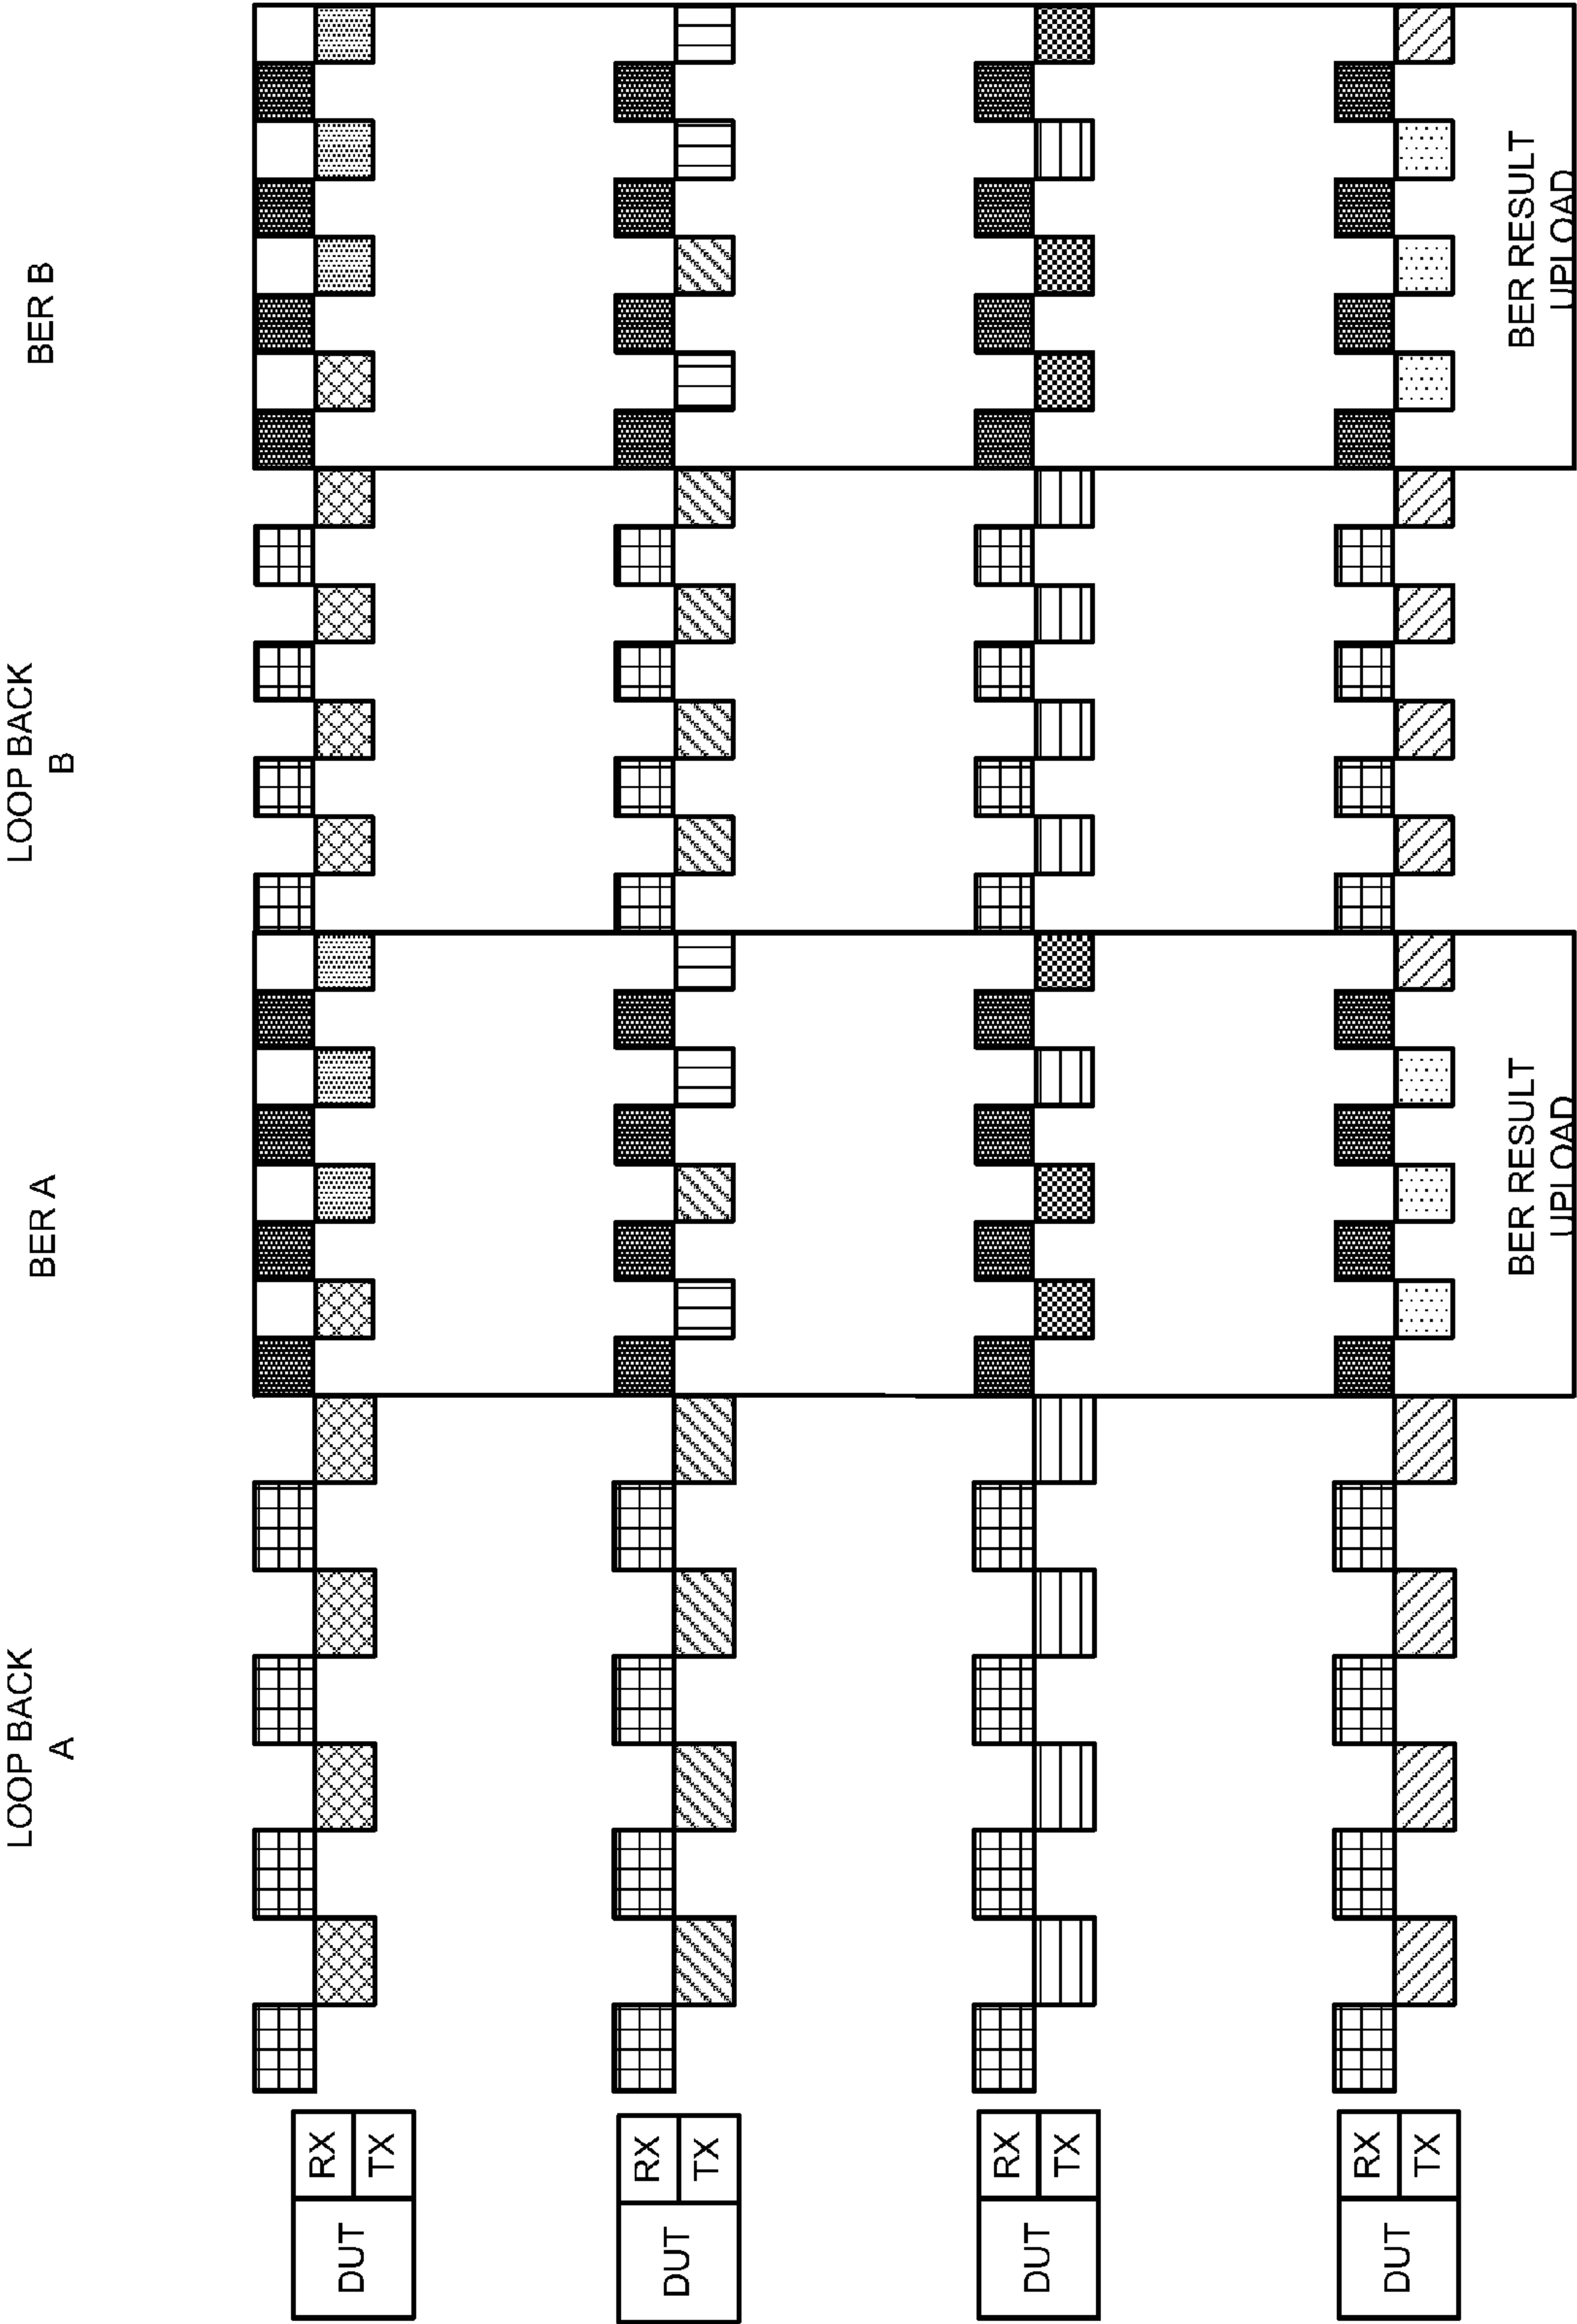 LOOP BACK
A
BER A
LOOP BACK
B
BER B
DUT
RX
TX
DUT
RX
TX
DUT
RX
TX
DUT
RX
TX
BER RESULT
UPLOAD
BER RESULT
UPLOAD